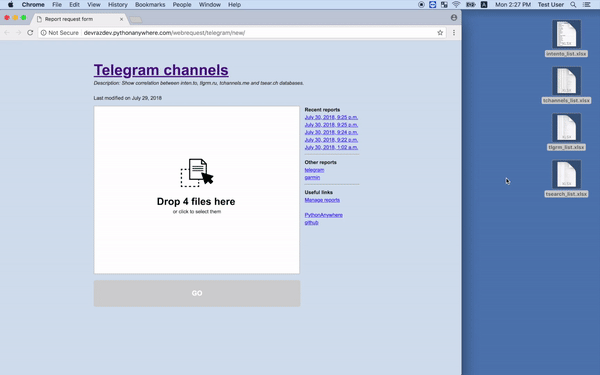 Chrome File Edit View History Bookmarks People Window Help Mon 2:27 PM Test User
Report request form
Not Secure devrazdev.pythonanywhere.com/webrequest/telegram/new/
Telegram channels
Description: Show correlation between inten.to, tlgrm.ru, tchannels.me and tsear.ch databases.
Last modified on July 29, 2018
Drop 4 files here
or click to select them
GO
Recent reports
July 30, 2018, 9:25 p.m.
July 30, 2018, 9:25 p.m.
July 30, 2018, 9:24 p.m.
July 30, 2018, 9:22 p.m.
July 30, 2018, 1:02 a.m.
Other reports
telegram
garmin
Useful links
Manage reports
PythonAnywhere
github
tchannels_list.xlsx
tlgrm_list.xlsx
tsearch_list.xlsx